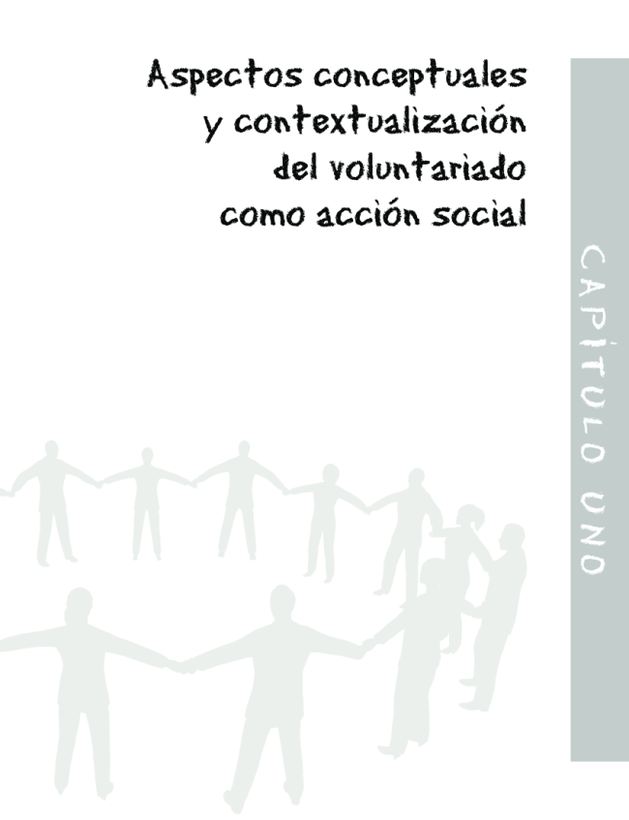 Aspectos conceptuales
y contextualización
del voluntariado
como acción social
CAPÍTULO UNO